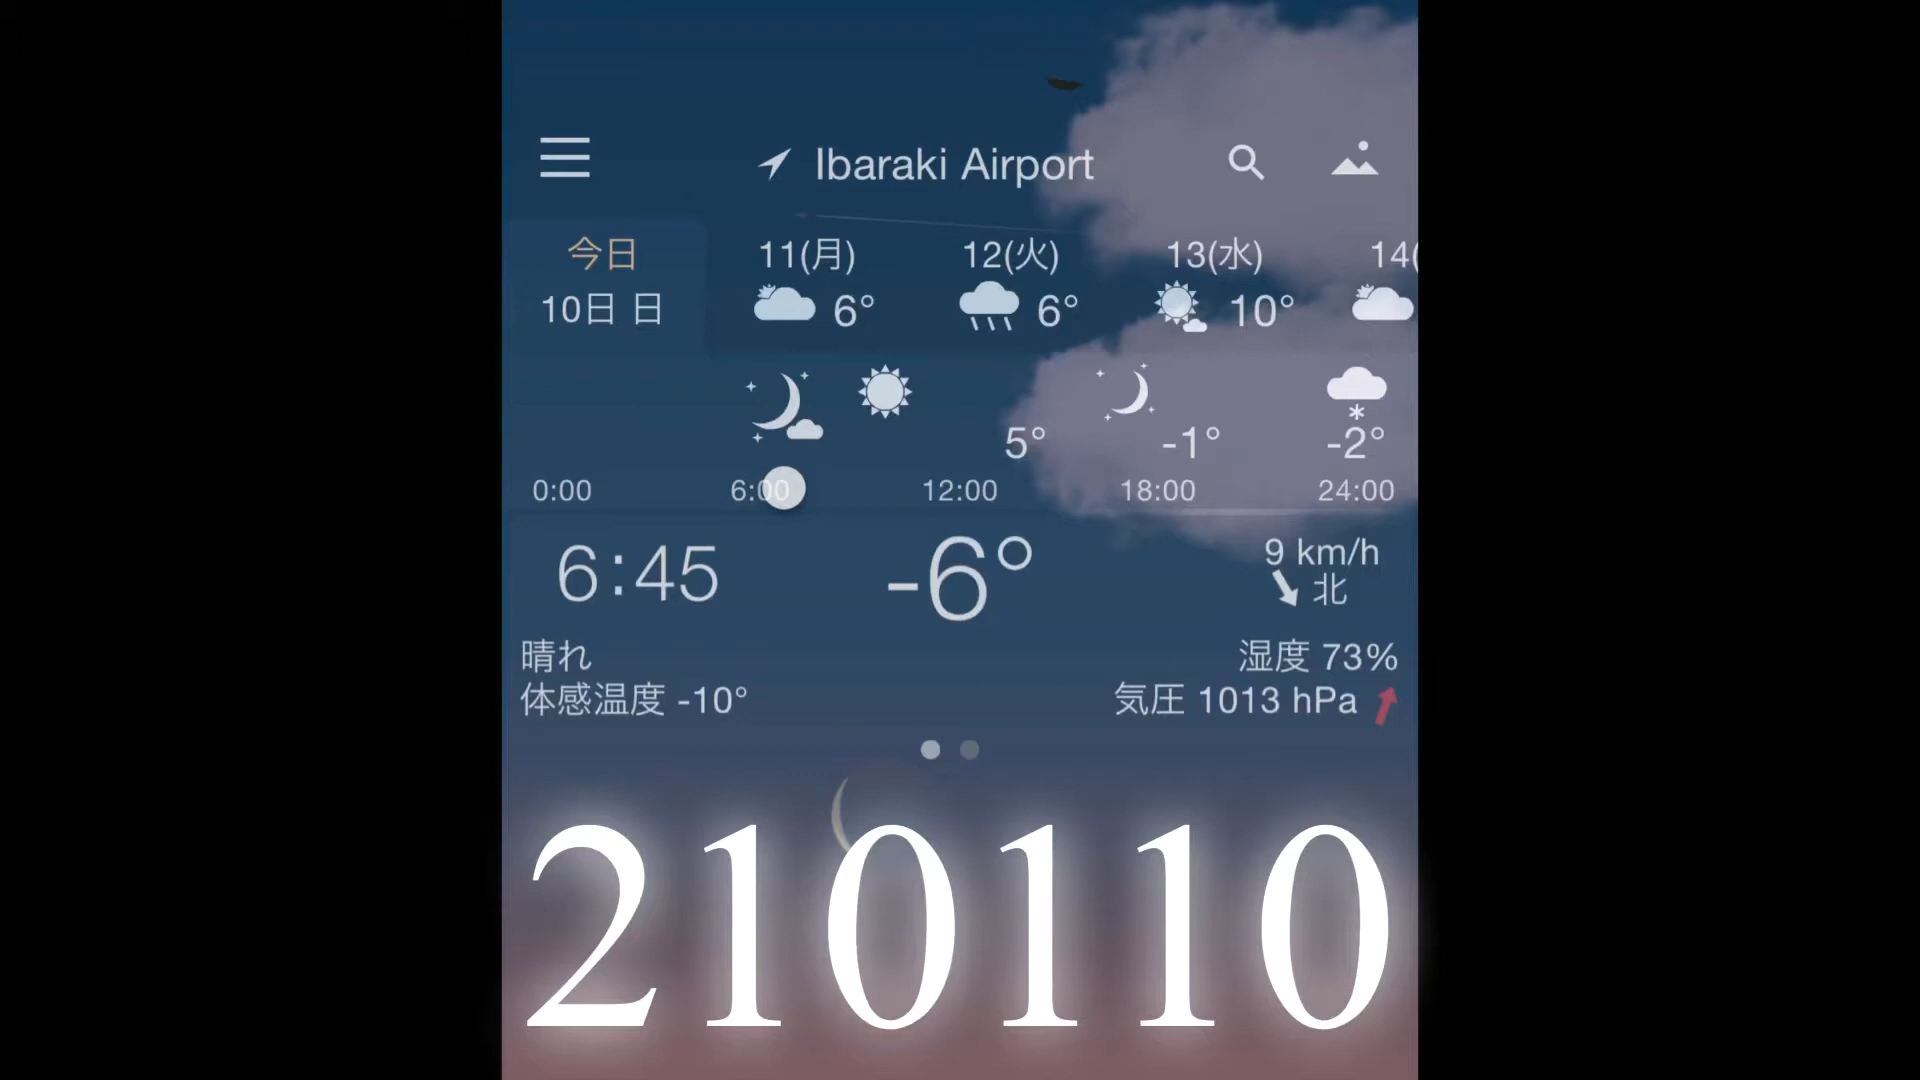 Ibaraki Airport
今日 11(月) 12(火) 13(水) 14(
10日 日 6° 6° 10°
5° -1° -2°
0:00 6:00 12:00 18:00 24:00
6:45 -6° 9 km/h
北
晴れ 湿度 73%
体感温度 -10° 気圧 1013 hPa
210110